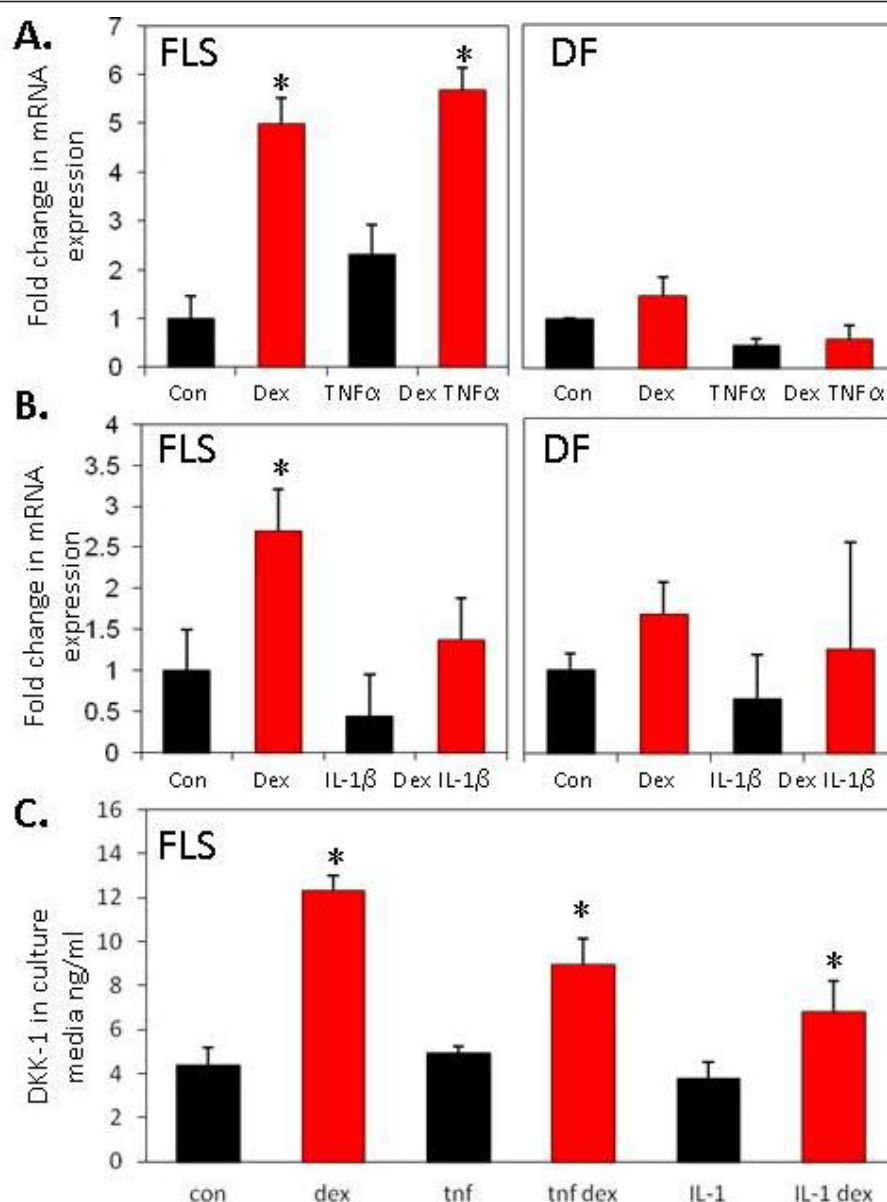 A.
FLS
DF
Fold change in mRNA
expression
7
6
5
4
3
2
1
0
* *
Con Dex TNFα Dex TNFα
Con Dex TNFα Dex TNFα
B.
FLS
DF
Fold change in mRNA
expression
4
3.5
3
2.5
2
1.5
1
0.5
0
*
Con Dex IL-1β Dex IL-1β
Con Dex IL-1β Dex IL-1β
C.
FLS
DKK-1 in culture
media ng/ml
16
14
12
10
8
6
4
2
0
* * *
con dex tnf tnf dex IL-1 IL-1 dex